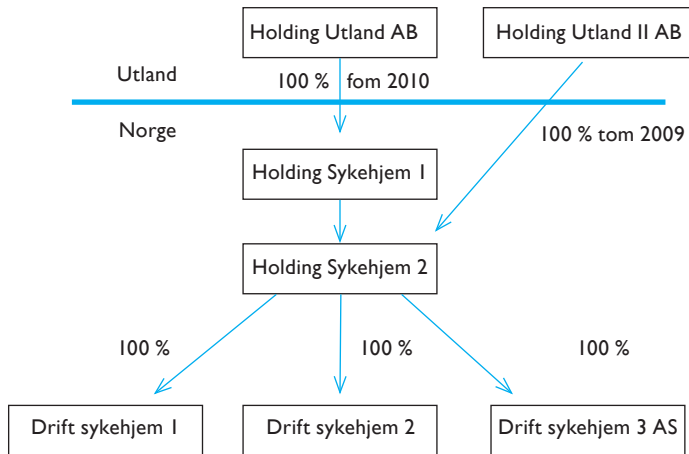 Holding Utland AB
Holding Utland II AB
Utland
100 % fom 2010
Norge
100 % tom 2009
Holding Sykehjem 1
Holding Sykehjem 2
100 %
100 %
100 %
Drift sykehjem 1
Drift sykehjem 2
Drift sykehjem 3 AS